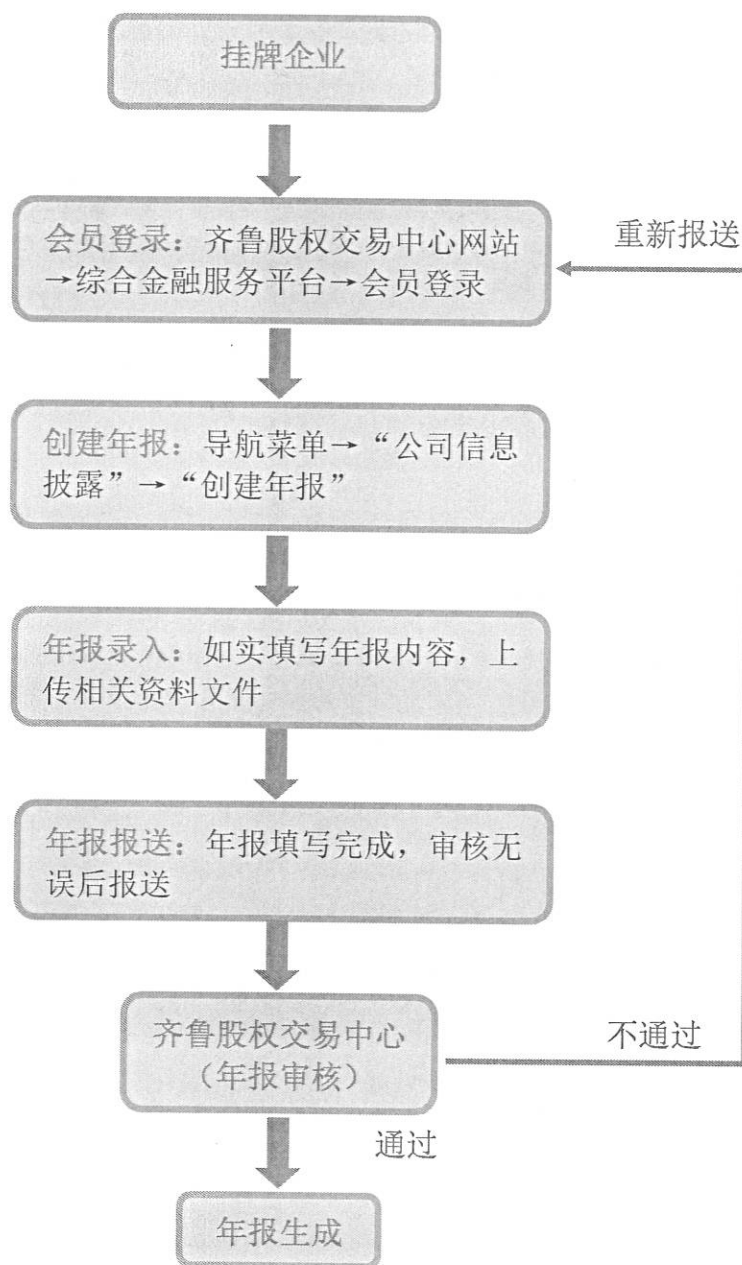 挂牌企业
会员登录：齐鲁股权交易中心网站
→综合金融服务平台→会员登录
重新报送
创建年报：导航菜单→“公司信息
披露”→“创建年报”
年报录入：如实填写年报内容，上
传相关资料文件
年报报送：年报填写完成，审核无
误后报送
齐鲁股权交易中心
（年报审核）
不通过
通过
年报生成